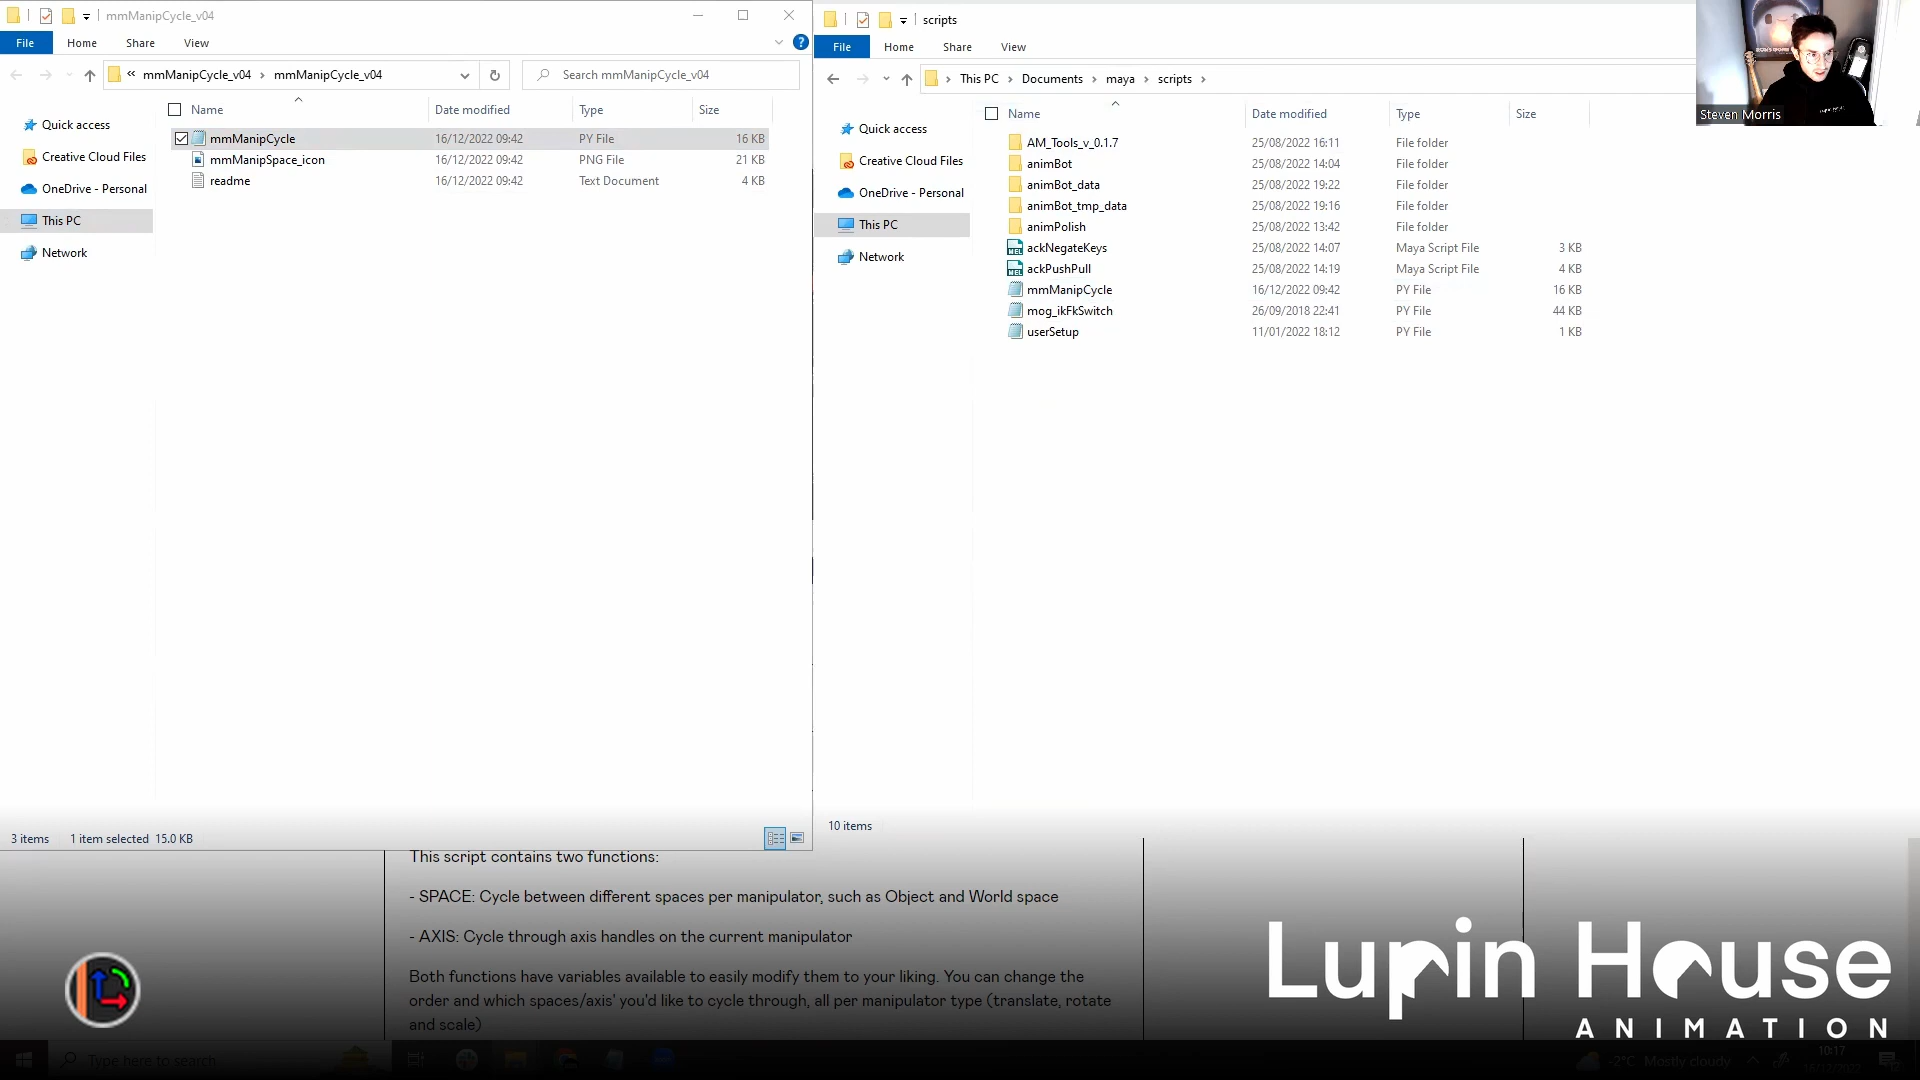 mmManipCycle_v04
File Home Share View
« mmManipCycle_v04 › mmManipCycle_v04
Search mmManipCycle_v04
Name Date modified Type Size
Quick access
Creative Cloud Files
OneDrive - Personal
This PC
Network
mmManipCycle 16/12/2022 09:42 PY File 16 KB
mmManipSpace_icon 16/12/2022 09:42 PNG File 21 KB
readme 16/12/2022 09:42 Text Document 4 KB
3 items 1 item selected 15.0 KB
scripts
File Home Share View
› This PC › Documents › maya › scripts ›
Name Date modified Type Size
Quick access
Creative Cloud Files
OneDrive - Personal
This PC
Network
AM_Tools_v_0.1.7 25/08/2022 16:11 File folder
animBot 25/08/2022 14:04 File folder
animBot_data 25/08/2022 19:22 File folder
animBot_tmp_data 25/08/2022 19:16 File folder
animPolish 25/08/2022 13:42 File folder
ackNegateKeys 25/08/2022 14:07 Maya Script File 3 KB
ackPushPull 25/08/2022 14:19 Maya Script File 4 KB
mmManipCycle 16/12/2022 09:42 PY File 16 KB
mog_ikFkSwitch 26/09/2018 22:41 PY File 44 KB
userSetup 11/01/2022 18:12 PY File 1 KB
10 items
Steven Morris
This script contains two functions:
- SPACE: Cycle between different spaces per manipulator, such as Object and World space
- AXIS: Cycle through axis handles on the current manipulator
Both functions have variables available to easily modify them to your liking. You can change the
order and which spaces/axis' you'd like to cycle through, all per manipulator type (translate, rotate
and scale)
Lupin House
ANIMATION
Type here to search
-2°C Mostly cloudy
10:17
16/12/2022